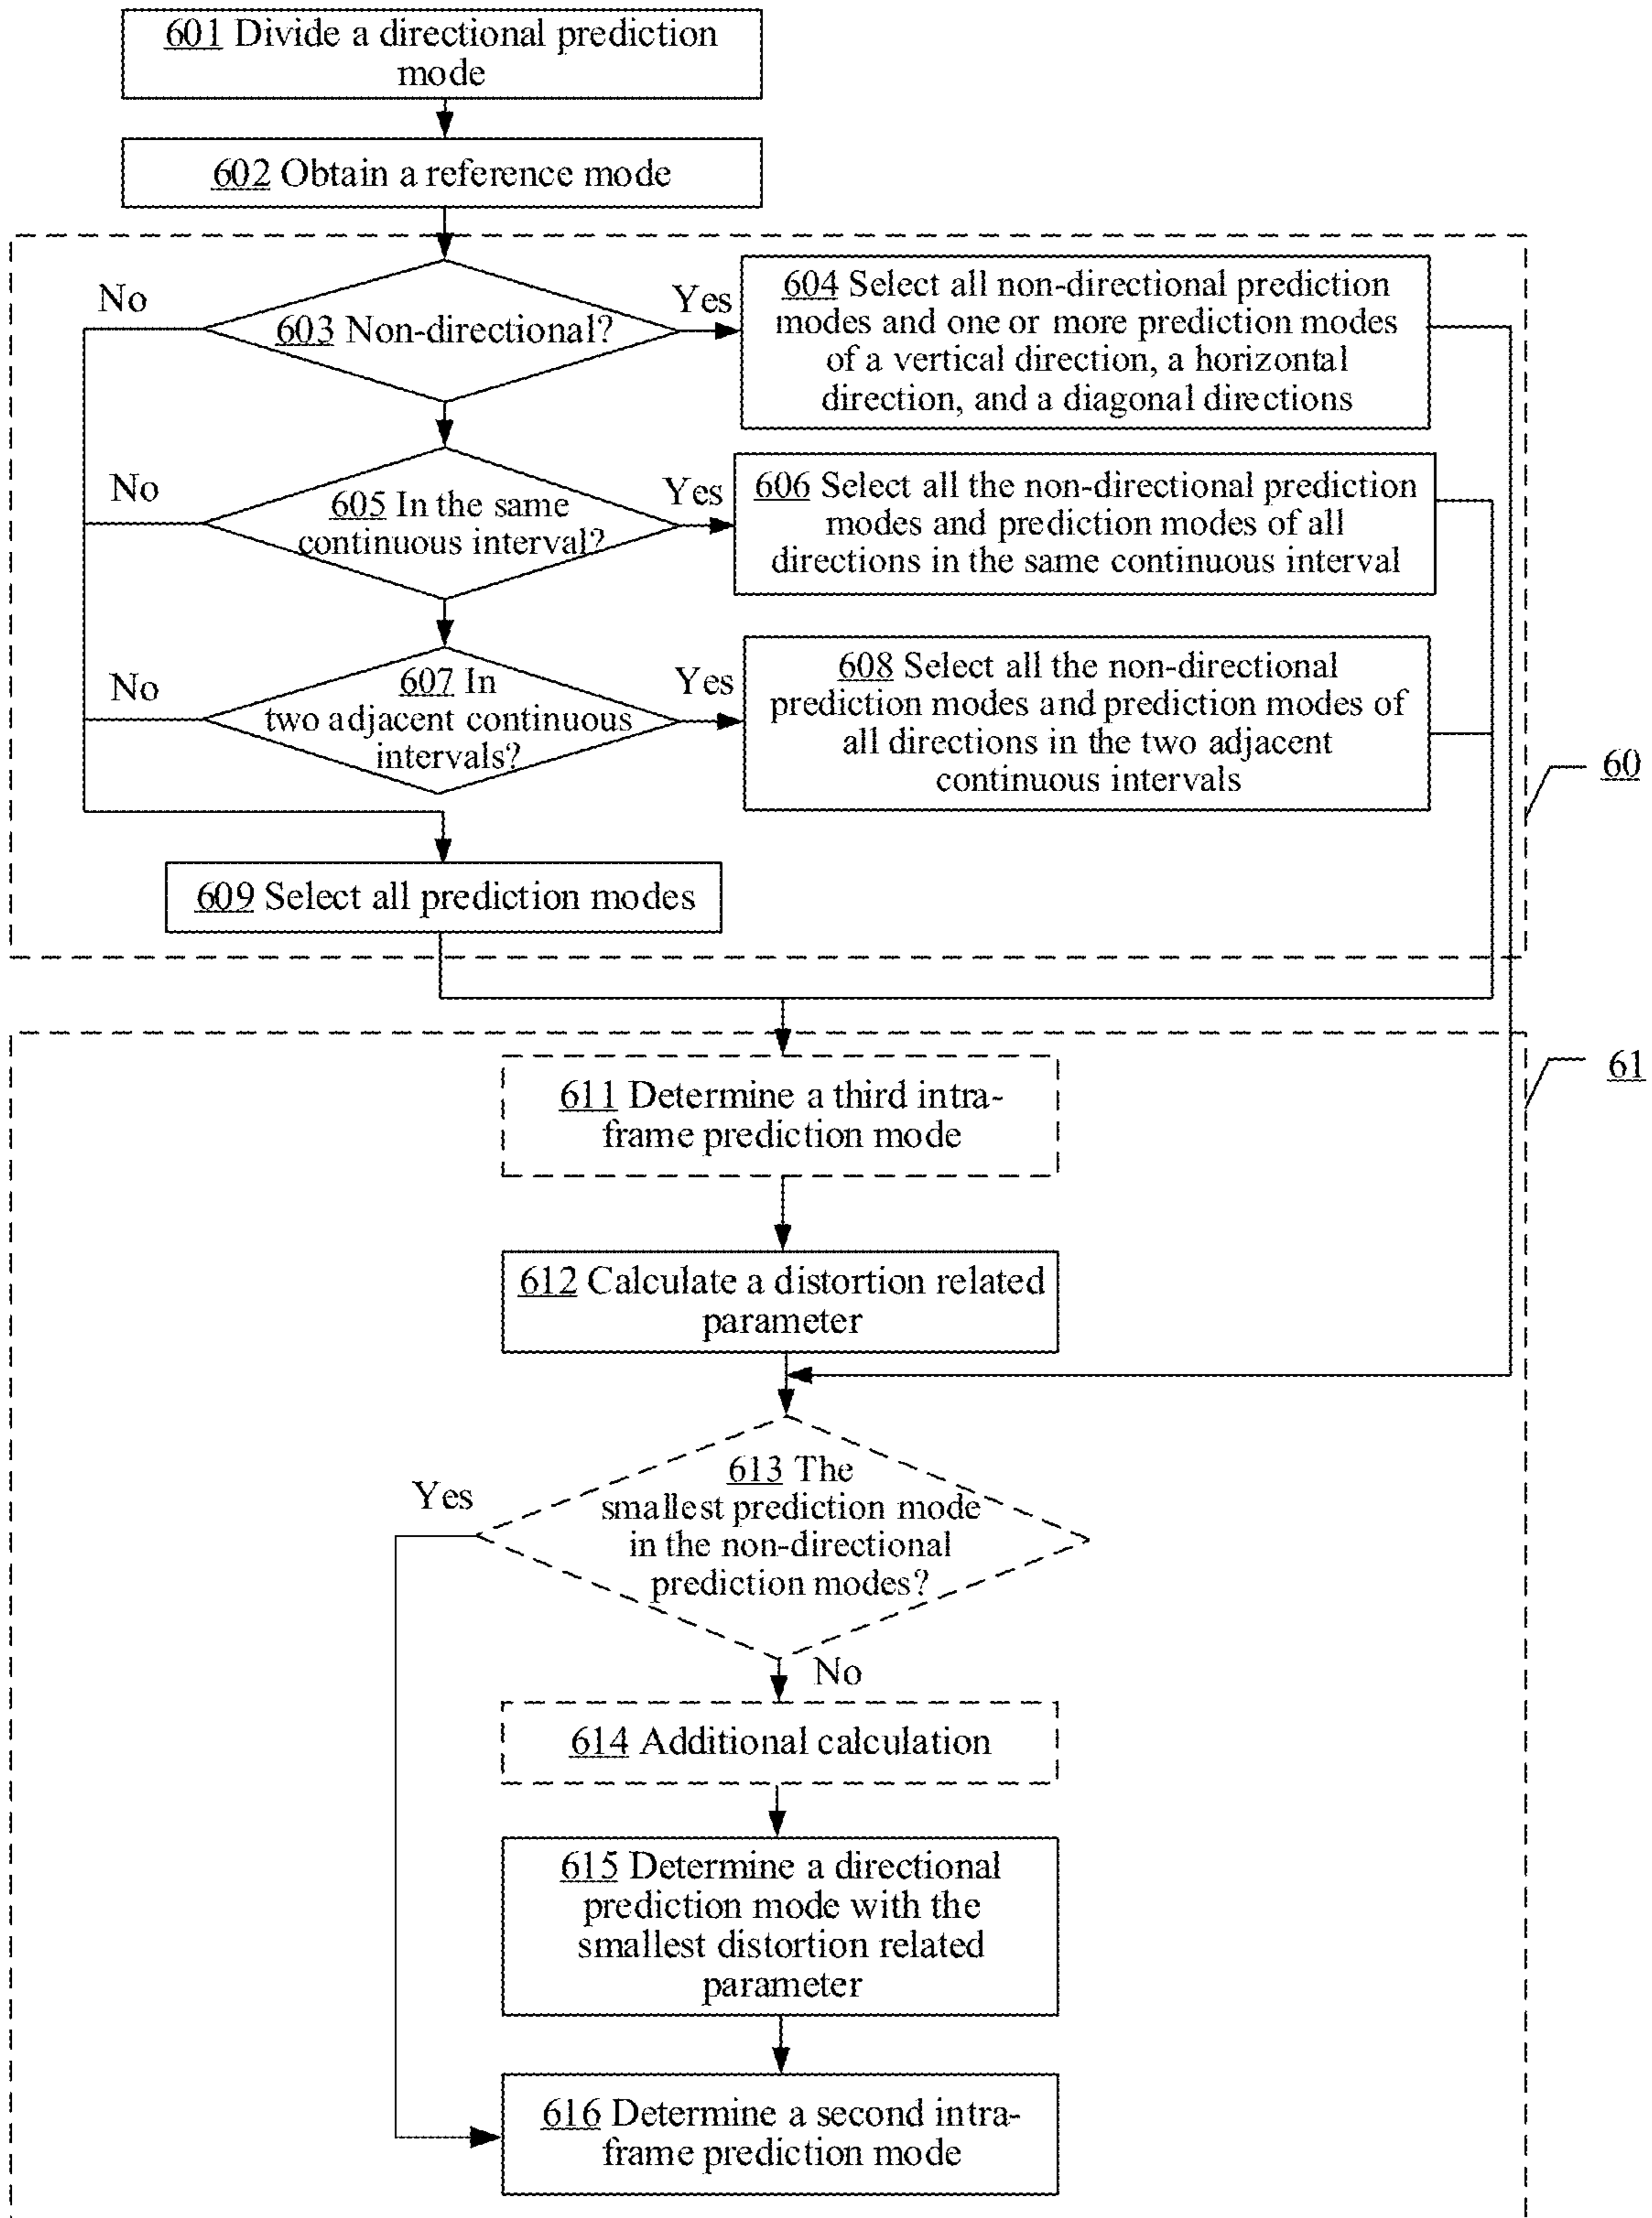 601 Divide a directional prediction
mode
602 Obtain a reference mode
No
603 Non-directional?
Yes
604 Select all non-directional prediction
modes and one or more prediction modes
of a vertical direction, a horizontal
direction, and a diagonal directions
No
605 In the same
continuous interval?
Yes
606 Select all the non-directional prediction
modes and prediction modes of all
directions in the same continuous interval
No
607 In
two adjacent continuous
intervals?
Yes
608 Select all the non-directional
prediction modes and prediction modes of
all directions in the two adjacent
continuous intervals
60
609 Select all prediction modes
61
611 Determine a third intra-
frame prediction mode
612 Calculate a distortion related
parameter
613 The
smallest prediction mode
in the non-directional
prediction modes?
Yes
No
614 Additional calculation
615 Determine a directional
prediction mode with the
smallest distortion related
parameter
616 Determine a second intra-
frame prediction mode